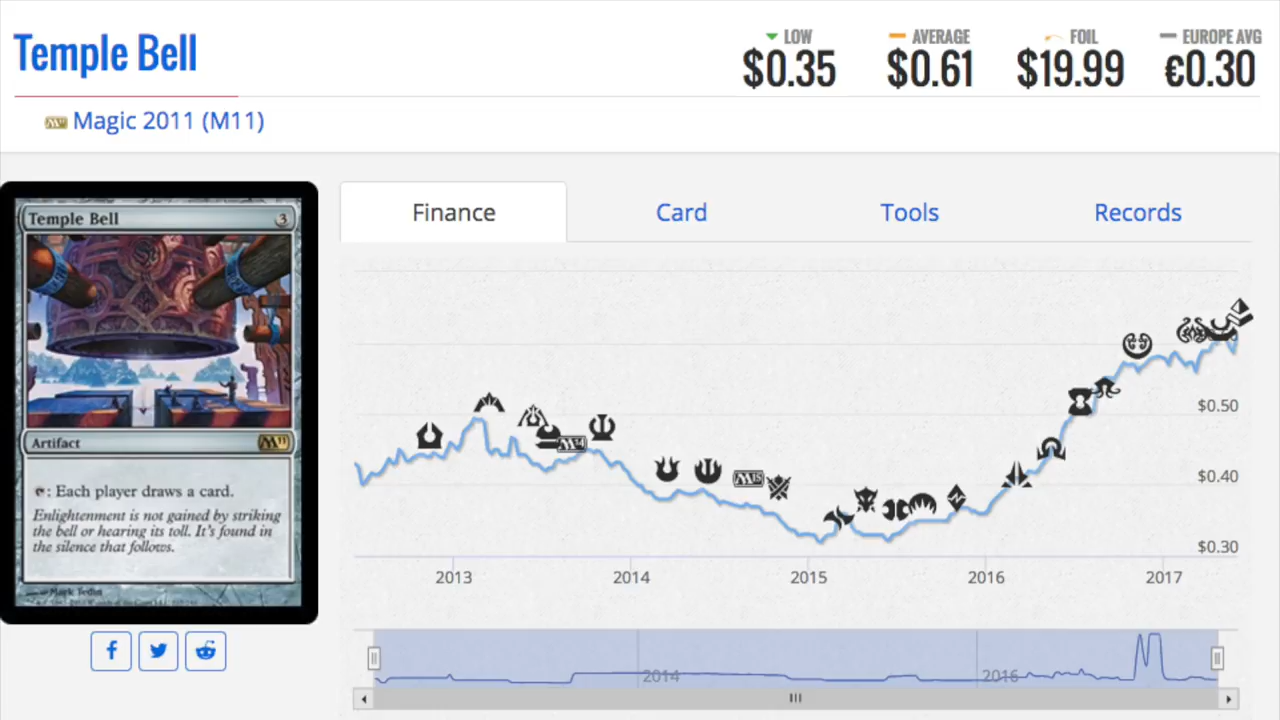 Temple Bell
LOW
AVERAGE
FOIL
EUROPE AVG
$0.35
$0.61
$19.99
€0.30
Magic 2011 (M11)
Temple Bell 3
Artifact
: Each player draws a card.
Enlightenment is not gained by striking
the bell or hearing its toll. It's found in
the silence that follows.
Mark Tedin
Finance
Card
Tools
Records
$0.50
$0.40
$0.30
2013
2014
2015
2016
2017
2014
2016